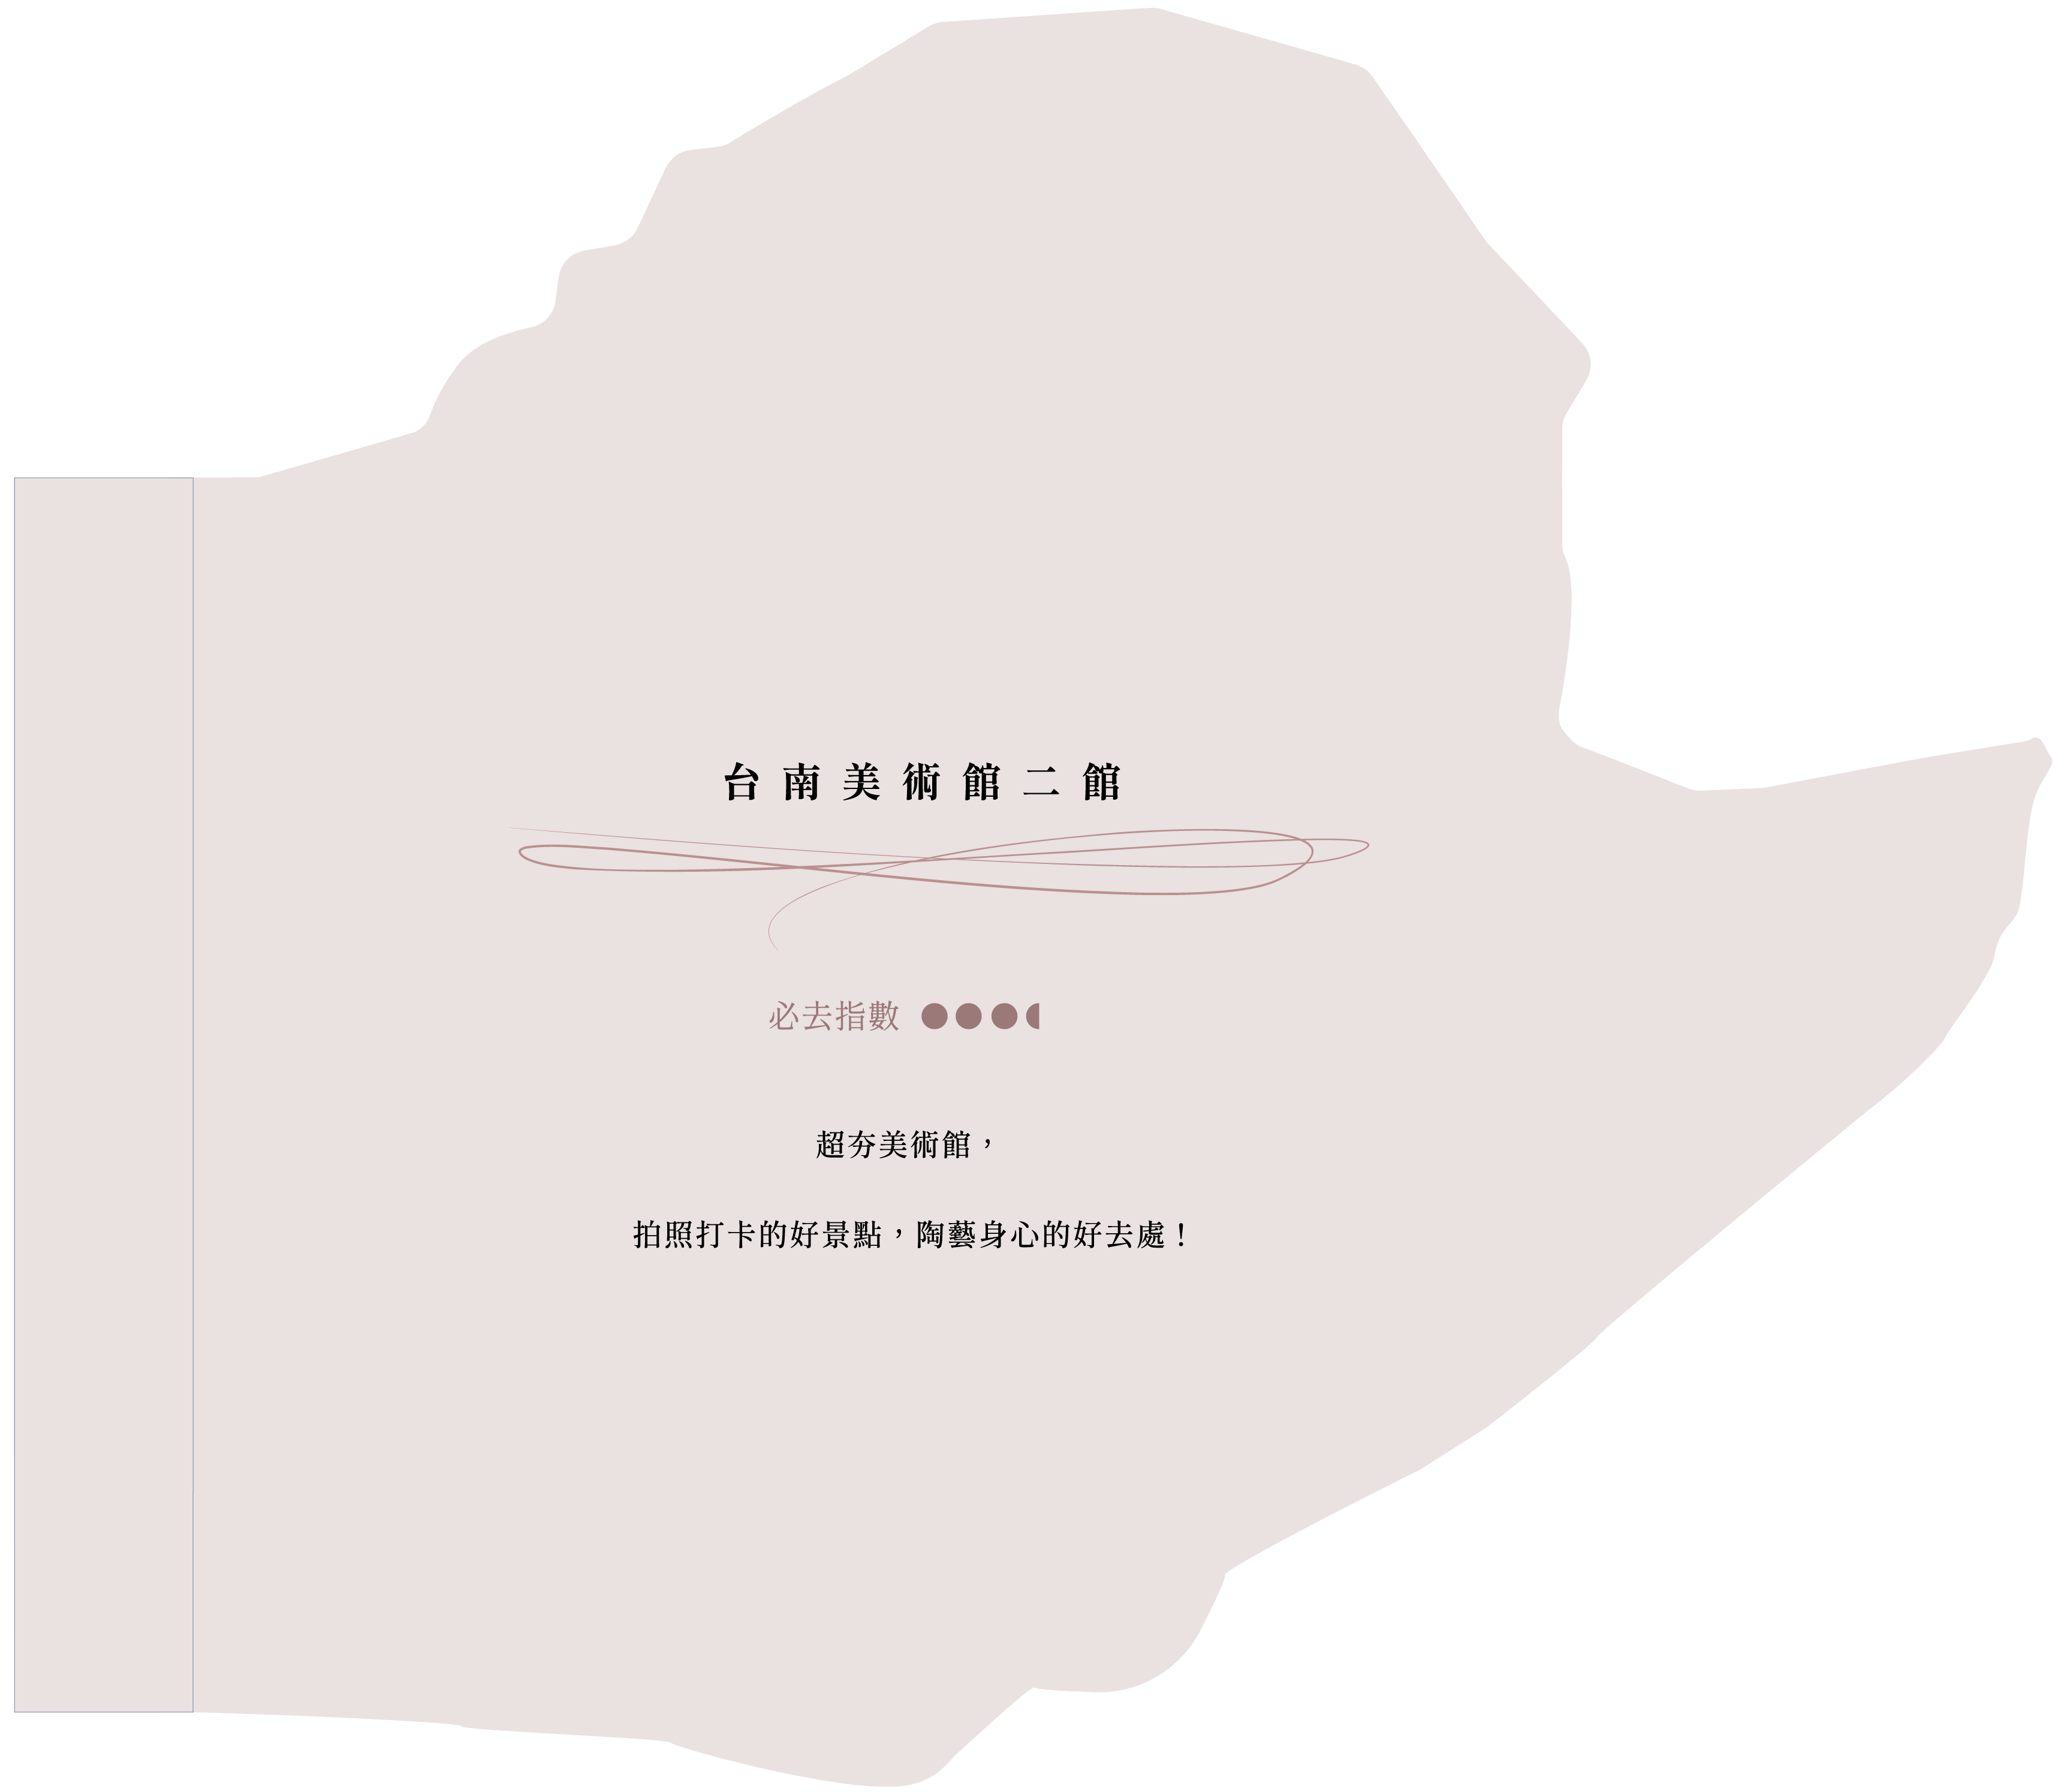 台南美術館二館
必去指數
超夯美術館，
拍照打卡的好景點，陶藝身心的好去處！